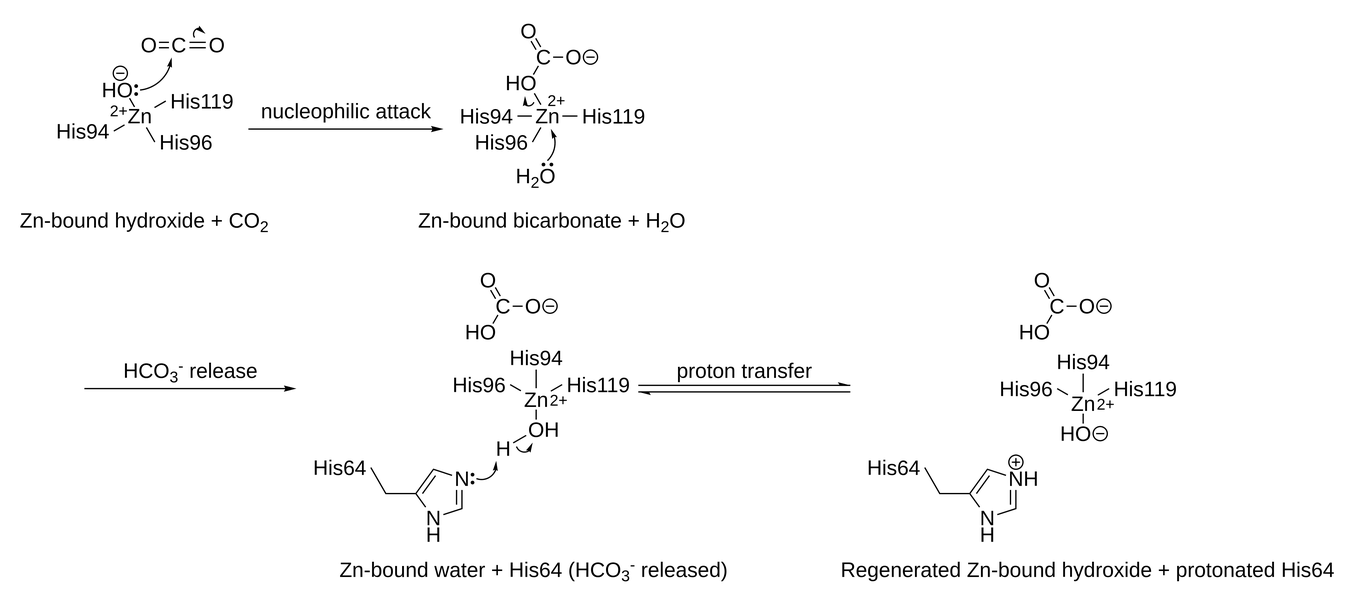 O=C=O
⊖
HO:
2+Zn
His119
His94
His96
nucleophilic attack
O
C–O⊖
HO
2+
His94–Zn–His119
His96
H₂O
Zn-bound hydroxide + CO₂
Zn-bound bicarbonate + H₂O
HCO₃⁻ release
O
C–O⊖
HO
His94
His96
His119
Zn2+
OH
H
His64
N:
N
H
proton transfer
O
C–O⊖
HO
His94
His96
His119
Zn2+
HO⊖
His64
⊕
NH
N
H
Zn-bound water + His64 (HCO₃⁻ released)
Regenerated Zn-bound hydroxide + protonated His64